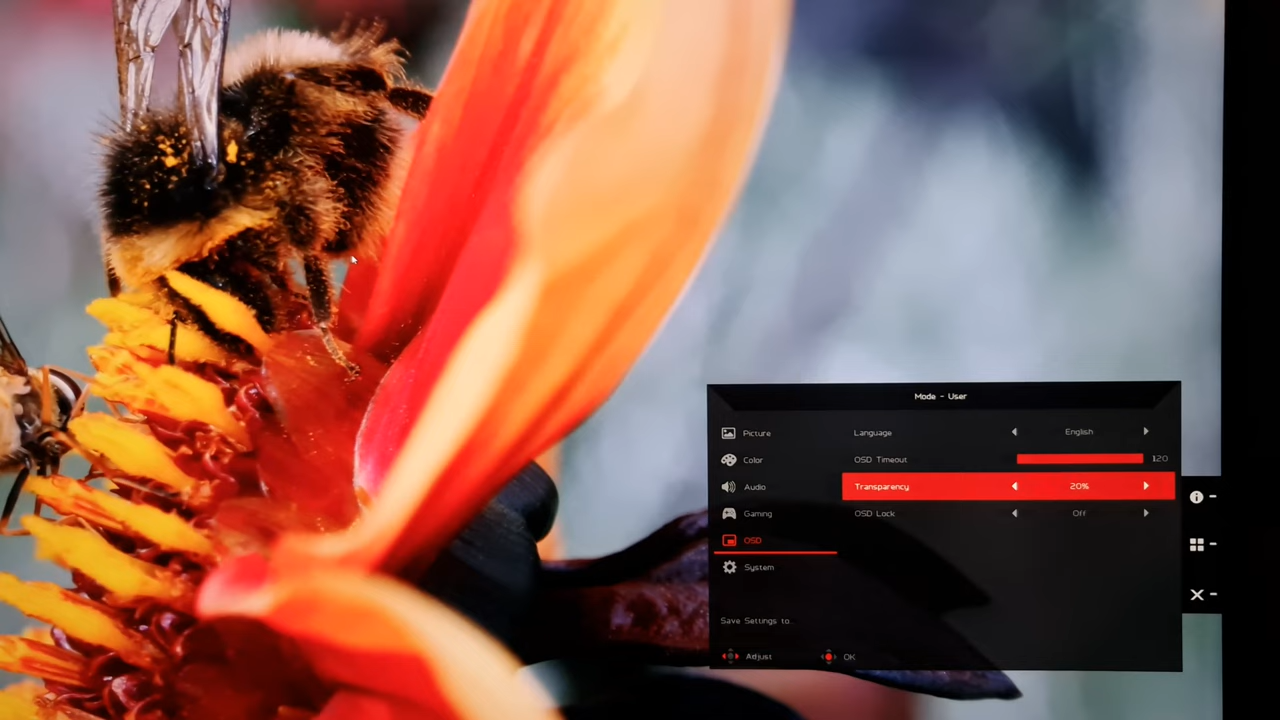 Mode - User
Picture
Language English
Color
OSD Timeout 120
Audio
Transparency 20%
Gaming
OSD Lock Off
OSD
System
Save Settings to..
Adjust OK